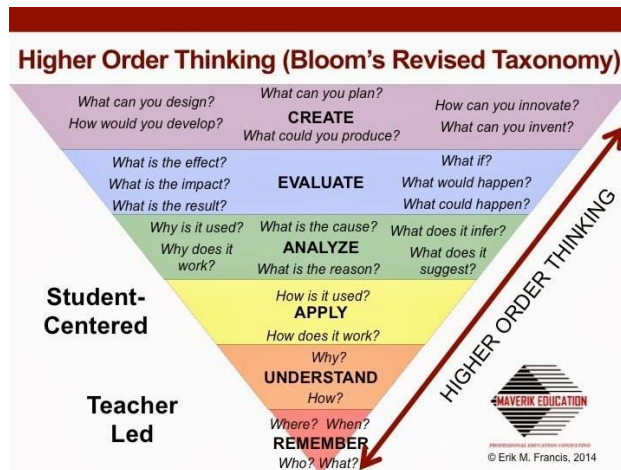 Higher Order Thinking (Bloom's Revised Taxonomy)
What can you design?
What can you plan?
How can you innovate?
How would you develop?
CREATE
What can you invent?
What could you produce?
What is the effect?
What if?
What is the impact?
EVALUATE
What would happen?
What is the result?
What could happen?
Why is it used?
What is the cause?
What does it infer?
Why does it
work?
ANALYZE
What does it
suggest?
What is the reason?
Student-
Centered
How is it used?
APPLY
How does it work?
Why?
UNDERSTAND
How?
Teacher
Led
Where? When?
REMEMBER
Who? What?
HIGHER ORDER THINKING
MAVERIK EDUCATION
PROFESSIONAL EDUCATION CONSULTING
© Erik M. Francis, 2014